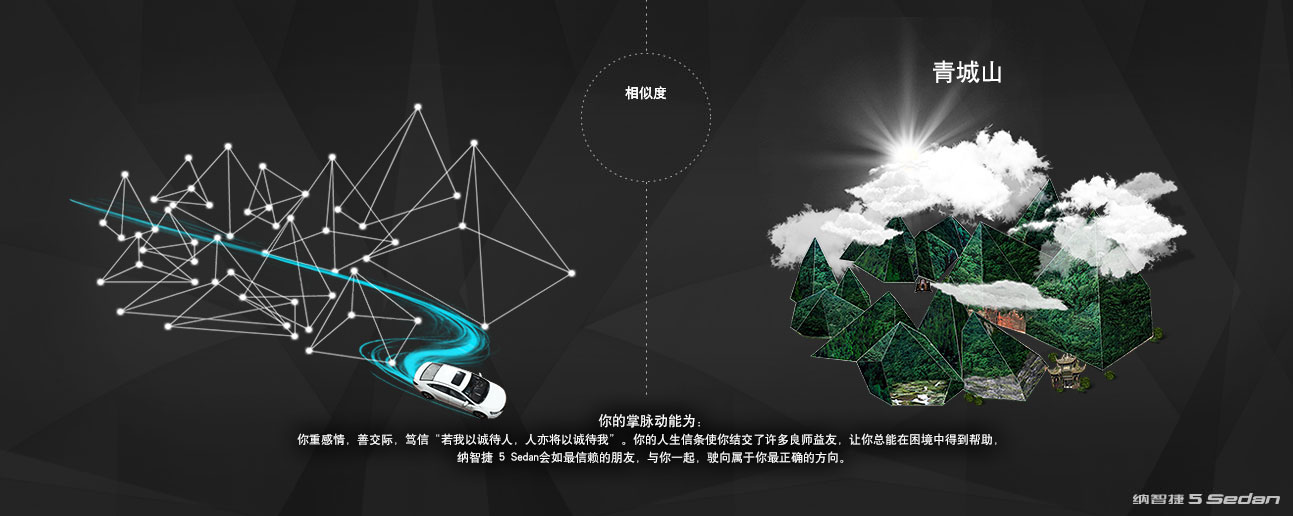 相似度
青城山
你的掌脉动能为：
你重感情，善交际，笃信“若我以诚待人，人亦将以诚待我”。你的人生信条使你结交了许多良师益友，让你总能在困境中得到帮助，
纳智捷 5 Sedan会如最信赖的朋友，与你一起，驶向属于你最正确的方向。
纳智捷 5 Sedan